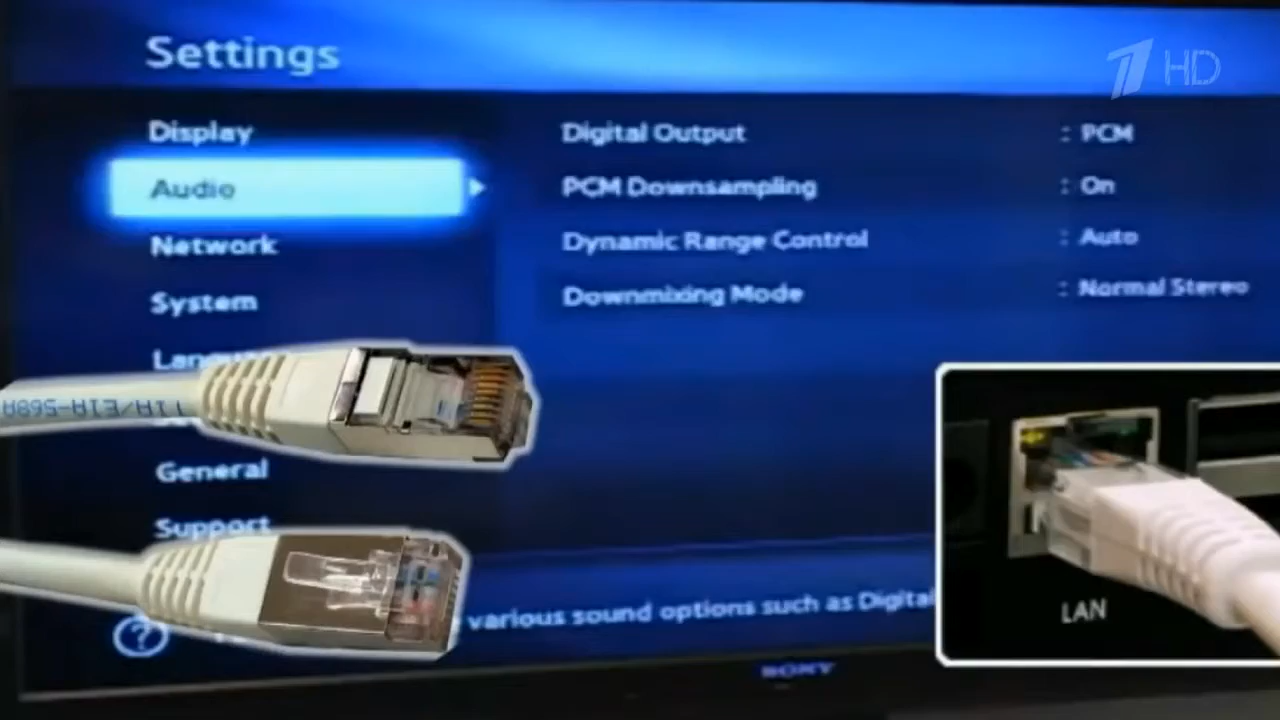 Settings
1 HD
Display
Audio
Network
System
General
Support
Digital Output : PCM
PCM Downsampling : On
Dynamic Range Control : Auto
Downmixing Mode : Normal Stereo
various sound options such as Digital
?
SONY
LAN